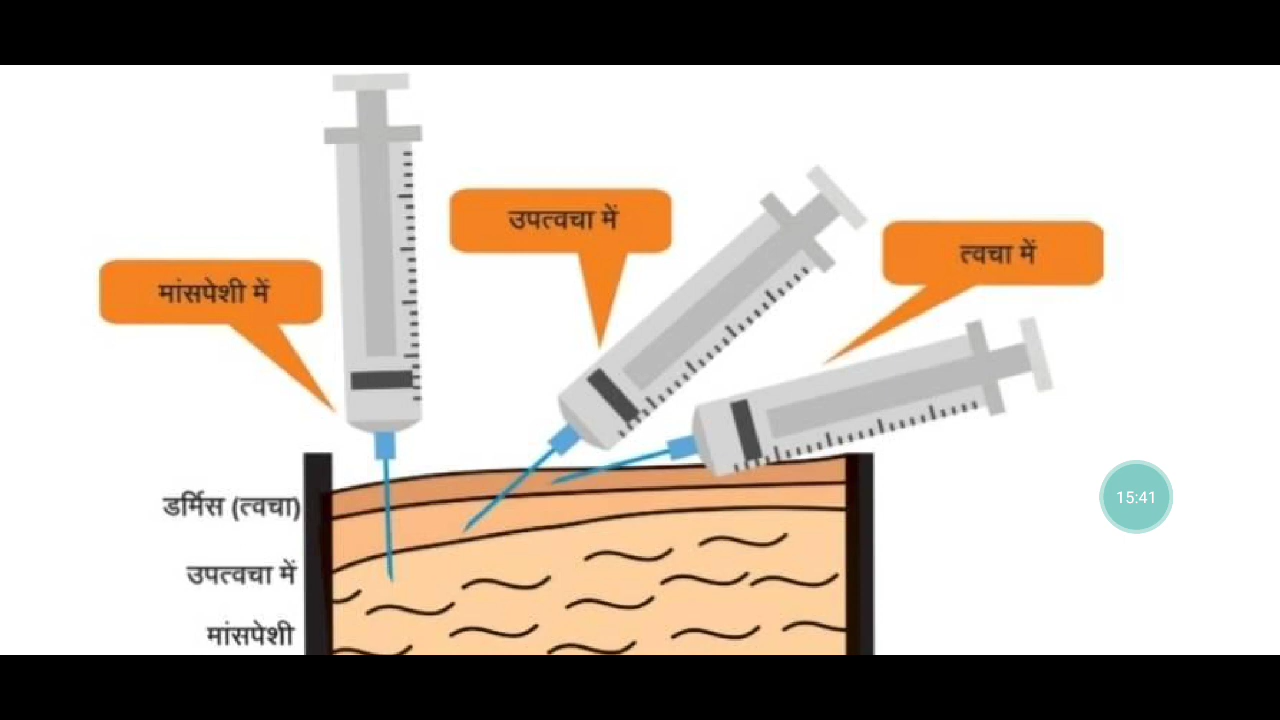 उपत्वचा में
त्वचा में
मांसपेशी में
डर्मिस (त्वचा)
15:41
उपत्वचा में
मांसपेशी